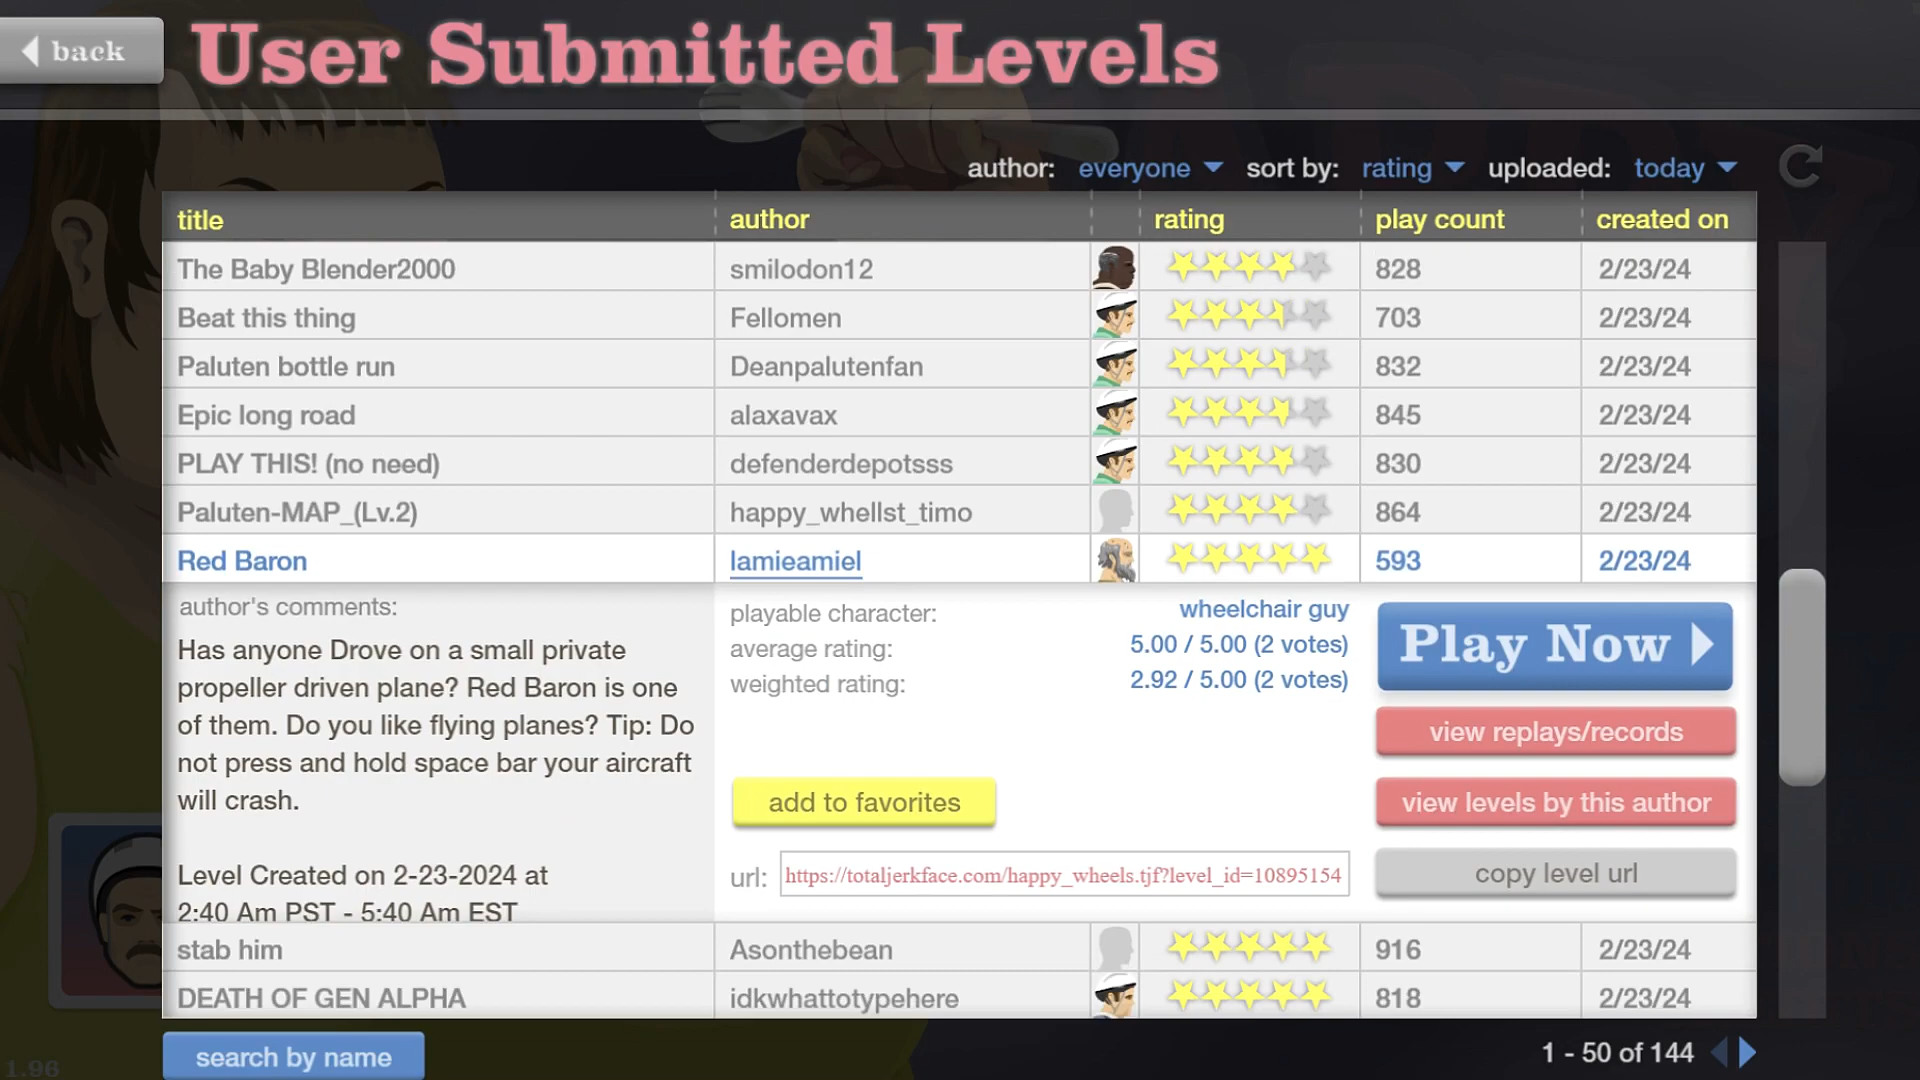 back
User Submitted Levels
author: everyone sort by: rating uploaded: today
title author rating play count created on
The Baby Blender2000 smilodon12 828 2/23/24
Beat this thing Fellomen 703 2/23/24
Paluten bottle run Deanpalutenfan 832 2/23/24
Epic long road alaxavax 845 2/23/24
PLAY THIS! (no need) defenderdepotsss 830 2/23/24
Paluten-MAP_(Lv.2) happy_whellst_timo 864 2/23/24
Red Baron lamieamiel 593 2/23/24
author's comments:
Has anyone Drove on a small private
propeller driven plane? Red Baron is one
of them. Do you like flying planes? Tip: Do
not press and hold space bar your aircraft
will crash.
Level Created on 2-23-2024 at
2:40 Am PST - 5:40 Am EST
playable character: wheelchair guy
average rating: 5.00 / 5.00 (2 votes)
weighted rating: 2.92 / 5.00 (2 votes)
add to favorites
url: https://totaljerkface.com/happy_wheels.tjf?level_id=10895154
Play Now
view replays/records
view levels by this author
copy level url
stab him Asonthebean 916 2/23/24
DEATH OF GEN ALPHA idkwhattotypehere 818 2/23/24
search by name
1 - 50 of 144
1.96